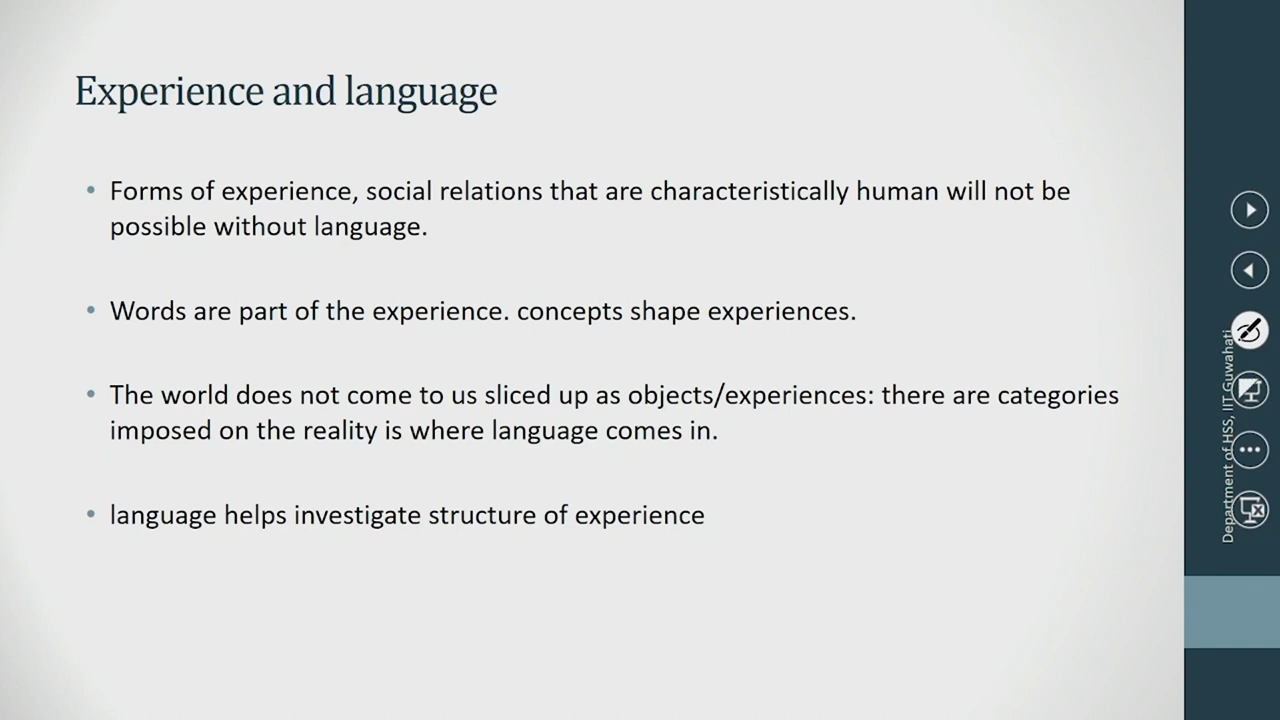 Experience and language
• Forms of experience, social relations that are characteristically human will not be
possible without language.
• Words are part of the experience. concepts shape experiences.
• The world does not come to us sliced up as objects/experiences: there are categories
imposed on the reality is where language comes in.
• language helps investigate structure of experience
Department of HSS, IIT Guwahati